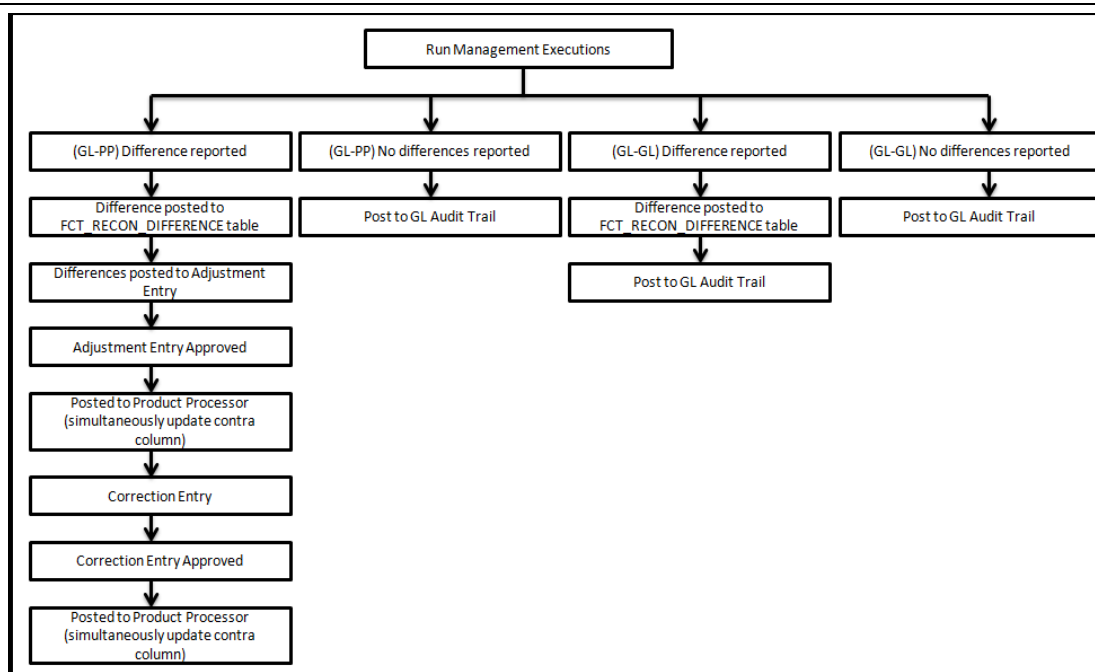 Run Management Executions
(GL-PP) Difference reported
(GL-PP) No differences reported
(GL-GL) Difference reported
(GL-GL) No differences reported
Difference posted to
FCT_RECON_DIFFERENCE table
Post to GL Audit Trail
Difference posted to
FCT_RECON_DIFFERENCE table
Post to GL Audit Trail
Differences posted to Adjustment
Entry
Post to GL Audit Trail
Adjustment Entry Approved
Posted to Product Processor
(simultaneously update contra
column)
Correction Entry
Correction Entry Approved
Posted to Product Processor
(simultaneously update contra
column)